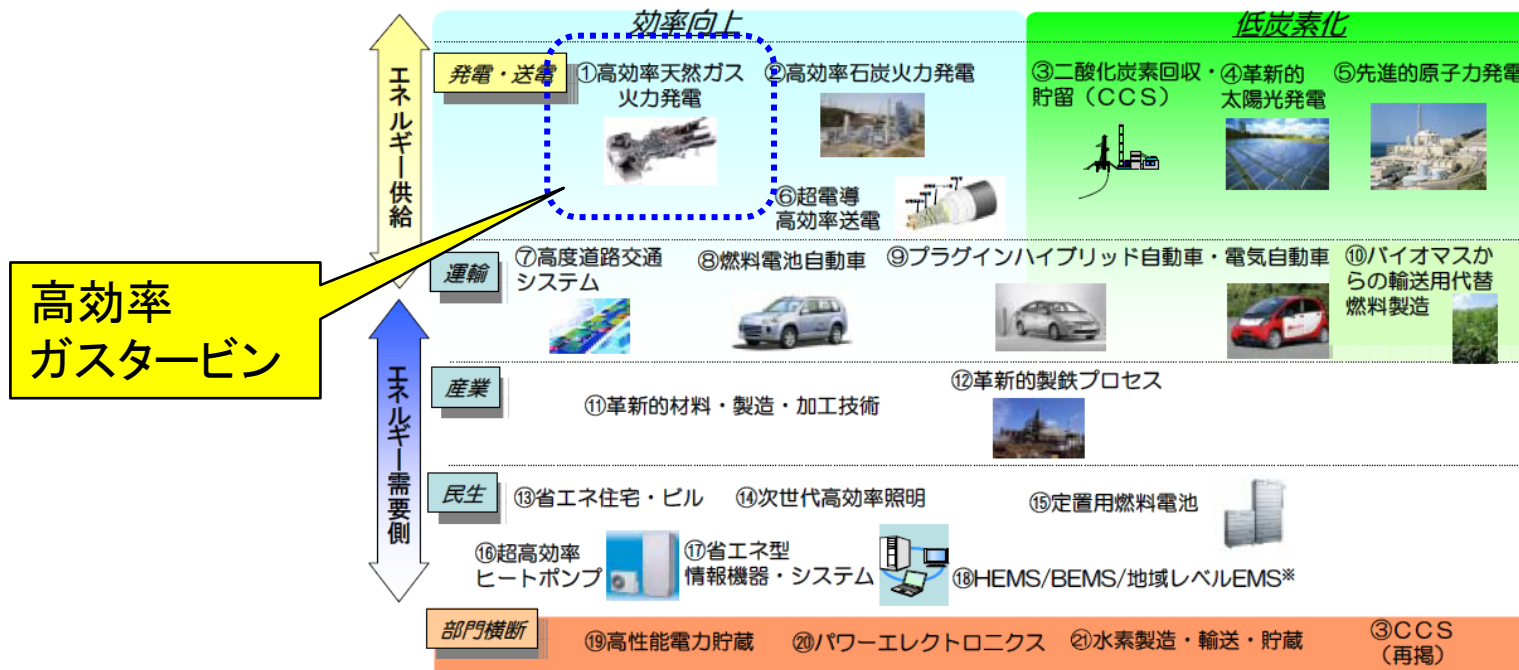 効率向上
低炭素化
エネルギー供給
発電・送電
①高効率天然ガス
火力発電
②高効率石炭火力発電
③二酸化炭素回収・
貯留（ＣＣＳ）
④革新的
太陽光発電
⑤先進的原子力発電
⑥超電導
高効率送電
高効率
ガスタービン
運輸
⑦高度道路交通
システム
⑧燃料電池自動車
⑨プラグインハイブリッド自動車・電気自動車
⑩バイオマスか
らの輸送用代替
燃料製造
エネルギー需要側
産業
⑪革新的材料・製造・加工技術
⑫革新的製鉄プロセス
民生
⑬省エネ住宅・ビル
⑭次世代高効率照明
⑮定置用燃料電池
⑯超高効率
ヒートポンプ
⑰省エネ型
情報機器・システム
⑱HEMS/BEMS/地域レベルEMS※
部門横断
⑲高性能電力貯蔵
⑳パワーエレクトロニクス
㉑水素製造・輸送・貯蔵
③ＣＣＳ
（再掲）